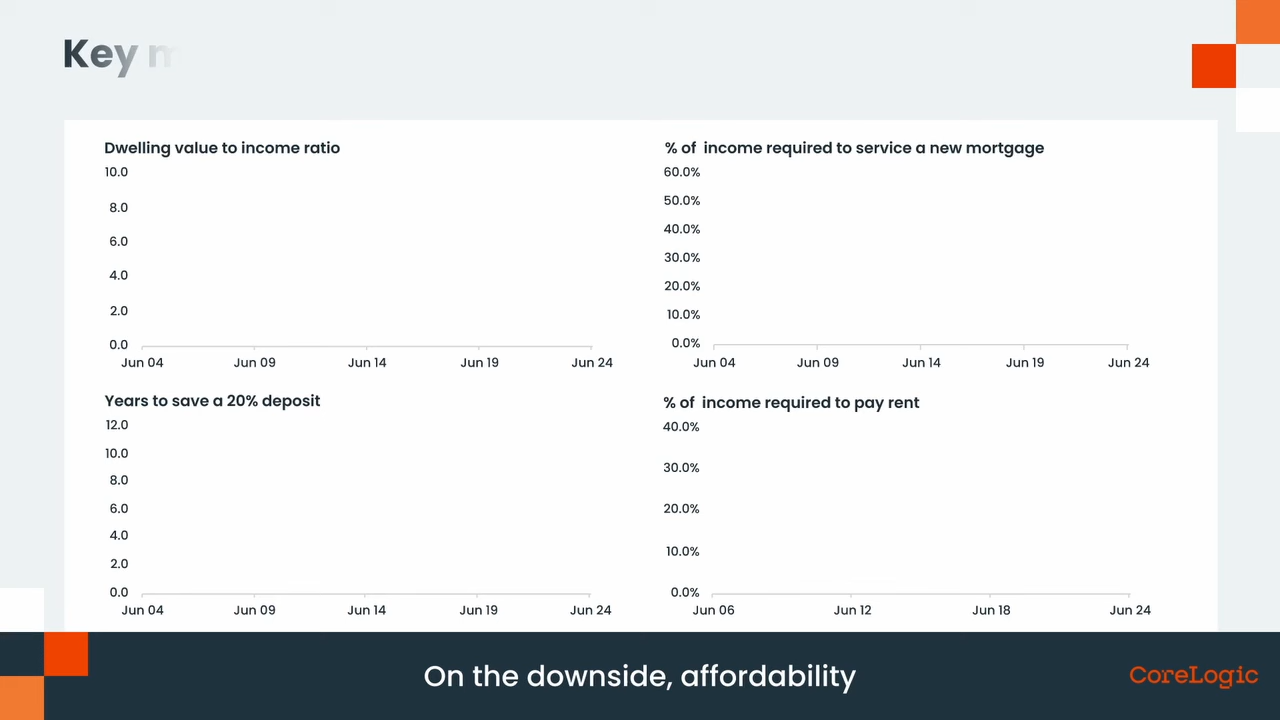 Key m
Dwelling value to income ratio
10.0
8.0
6.0
4.0
2.0
0.0
Jun 04 Jun 09 Jun 14 Jun 19 Jun 24
% of income required to service a new mortgage
60.0%
50.0%
40.0%
30.0%
20.0%
10.0%
0.0%
Jun 04 Jun 09 Jun 14 Jun 19 Jun 24
Years to save a 20% deposit
12.0
10.0
8.0
6.0
4.0
2.0
0.0
Jun 04 Jun 09 Jun 14 Jun 19 Jun 24
% of income required to pay rent
40.0%
30.0%
20.0%
10.0%
0.0%
Jun 06 Jun 12 Jun 18 Jun 24
On the downside, affordability
CoreLogic